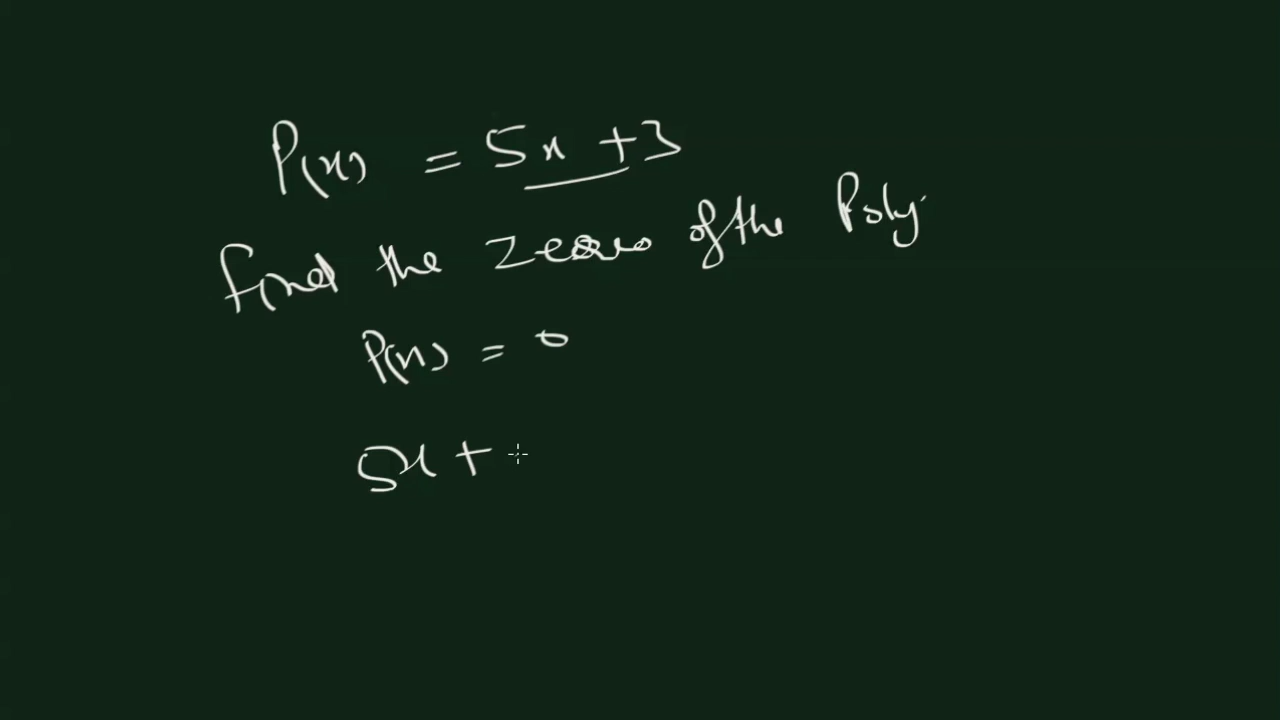 P(x) = 5x + 3
find the zeros of the Poly.
P(x) = 0
5x +